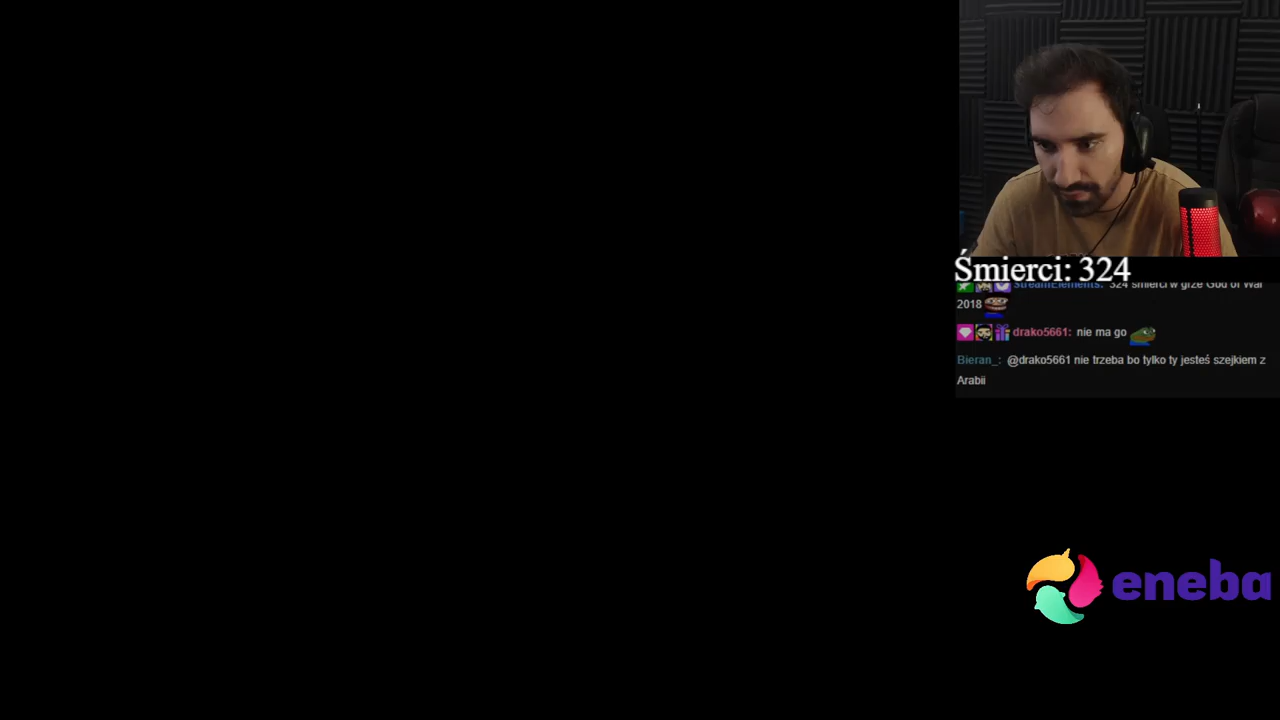 Śmierci: 324
StreamElements: 324 śmierci w grze God of War
2018
drako5661: nie ma go
Bieran_: @drako5661 nie trzeba bo tylko ty jesteś szejkiem z
Arabii
eneba